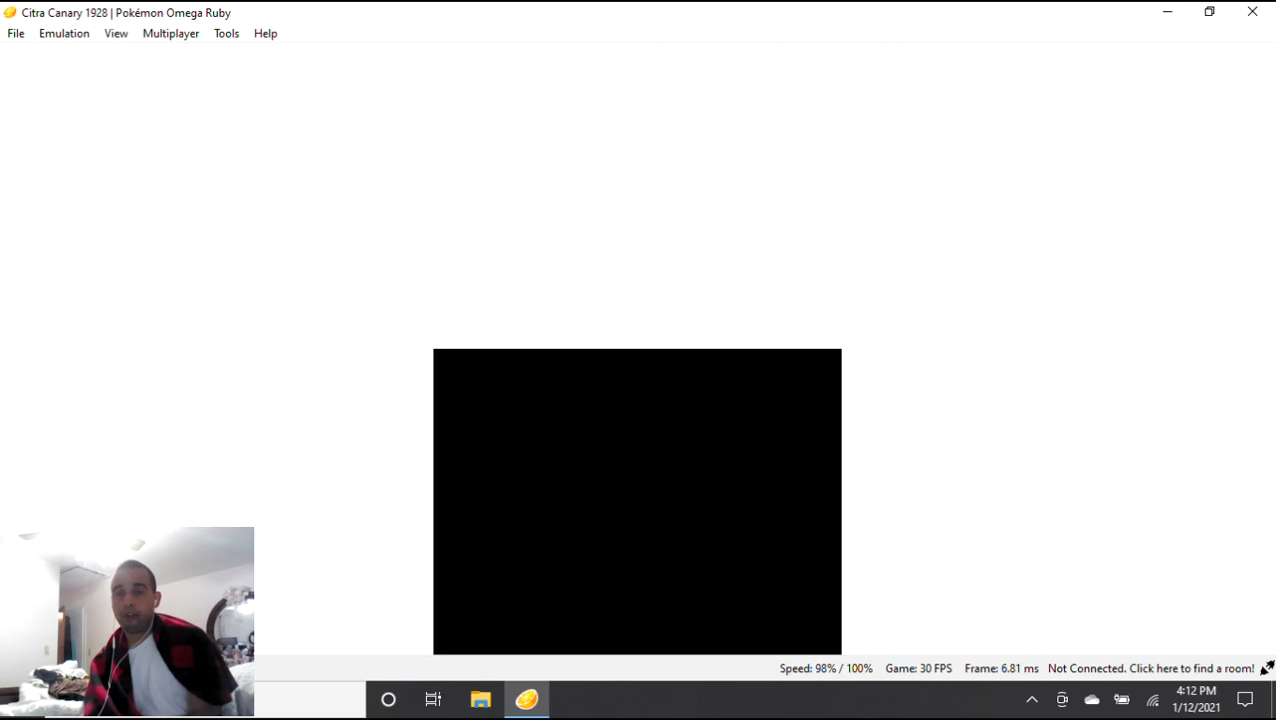 Citra Canary 1928 | Pokémon Omega Ruby
File Emulation View Multiplayer Tools Help
Speed: 98% / 100% Game: 30 FPS Frame: 6.81 ms Not Connected. Click here to find a room!
4:12 PM
1/12/2021